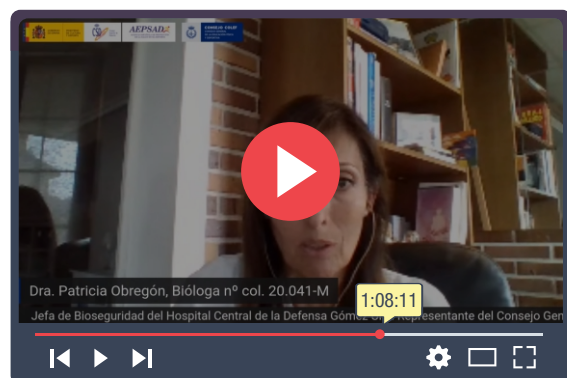 AEPSAD
Dra. Patricia Obregón, Bióloga nº col. 20.041-M
1:08:11
Jefa de Bioseguridad del Hospital Central de la Defensa Gómez Representante del Consejo Gen